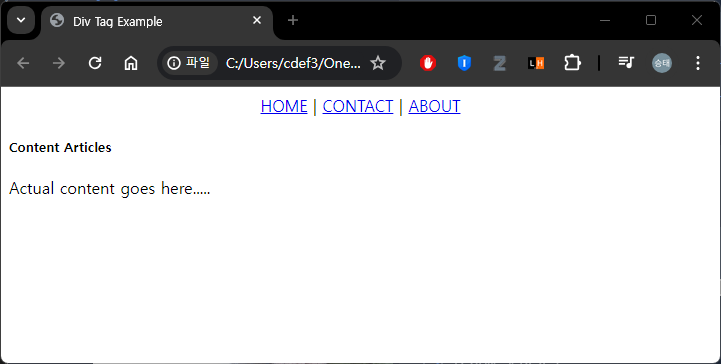 Div Tag Example
파일 C:/Users/cdef3/One...
L H
승태
HOME | CONTACT | ABOUT
Content Articles
Actual content goes here.....